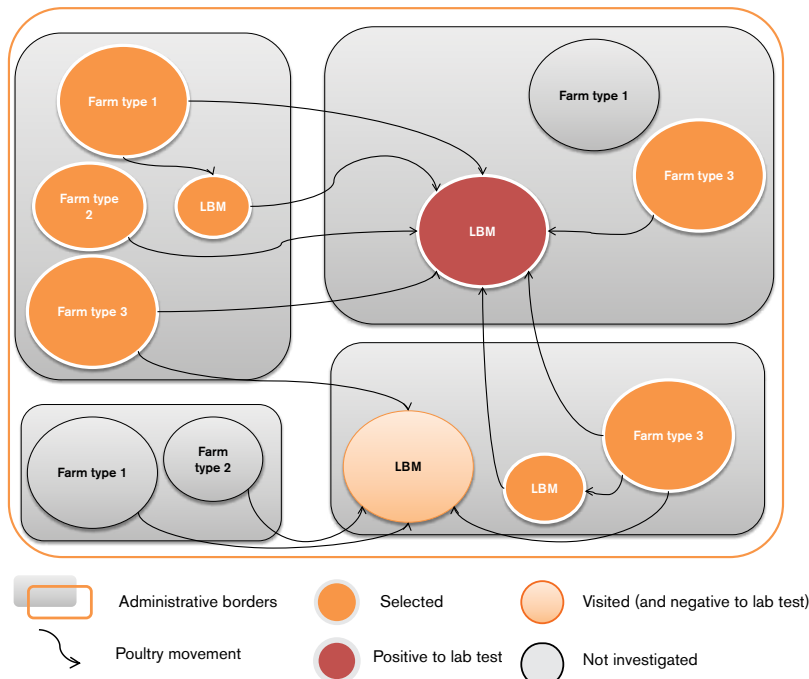 Farm type 1
Farm type
2
LBM
Farm type 3
Farm type 1
Farm type 3
LBM
Farm type 1
Farm
type 2
LBM
LBM
Farm type 3
Administrative borders
Selected
Visited (and negative to lab test)
Poultry movement
Positive to lab test
Not investigated